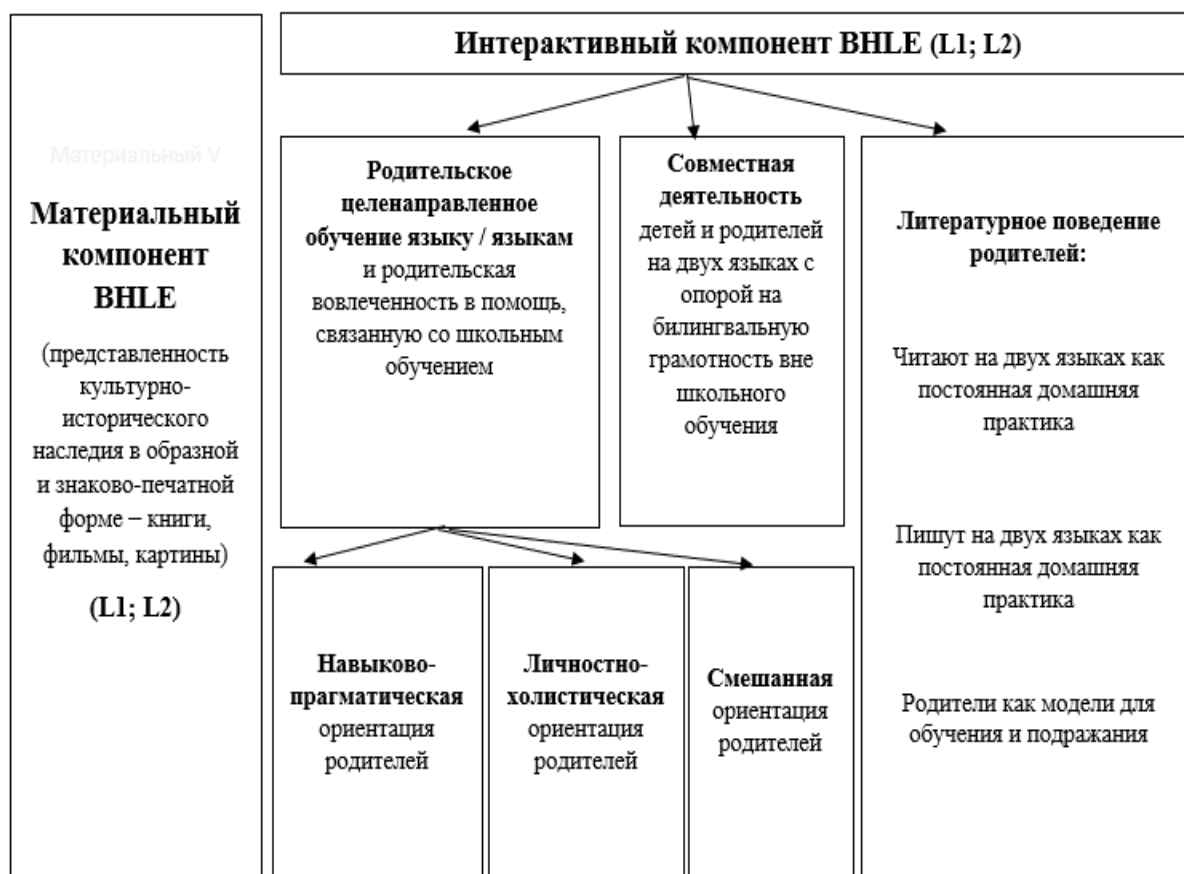 Материальный V
Материальный
компонент
BHLE
(представленность
культурно-
исторического
наследия в образной
и знаково-печатной
форме – книги,
фильмы, картины)
(L1; L2)
Интерактивный компонент BHLE (L1; L2)
Родительское
целенаправленное
обучение языку / языкам
и родительская
вовлеченность в помощь,
связанную со школьным
обучением
Совместная
деятельность
детей и родителей
на двух языках с
опорой на
билингвальную
грамотность вне
школьного
обучения
Литературное поведение
родителей:
Читают на двух языках как
постоянная домашняя
практика
Пишут на двух языках как
постоянная домашняя
практика
Родители как модели для
обучения и подражания
Навыково-
прагматическая
ориентация
родителей
Личностно-
холистическая
ориентация
родителей
Смешанная
ориентация
родителей